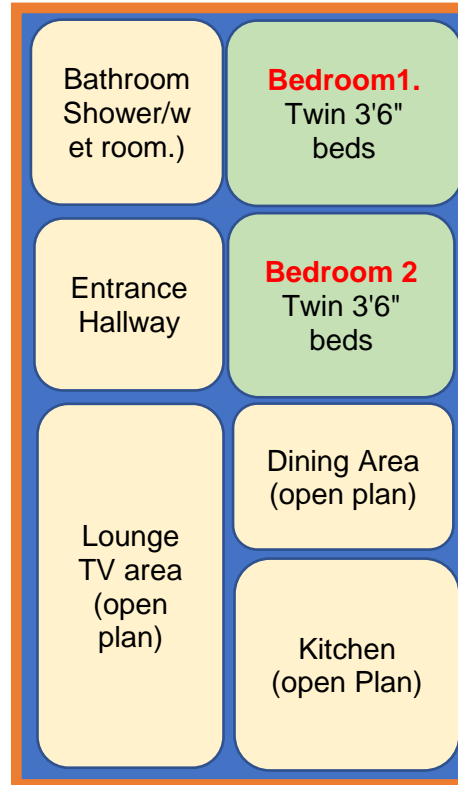 Bathroom
Shower/w
et room.)
Bedroom1.
Twin 3'6"
beds
Entrance
Hallway
Bedroom 2
Twin 3'6"
beds
Lounge
TV area
(open
plan)
Dining Area
(open plan)
Kitchen
(open Plan)